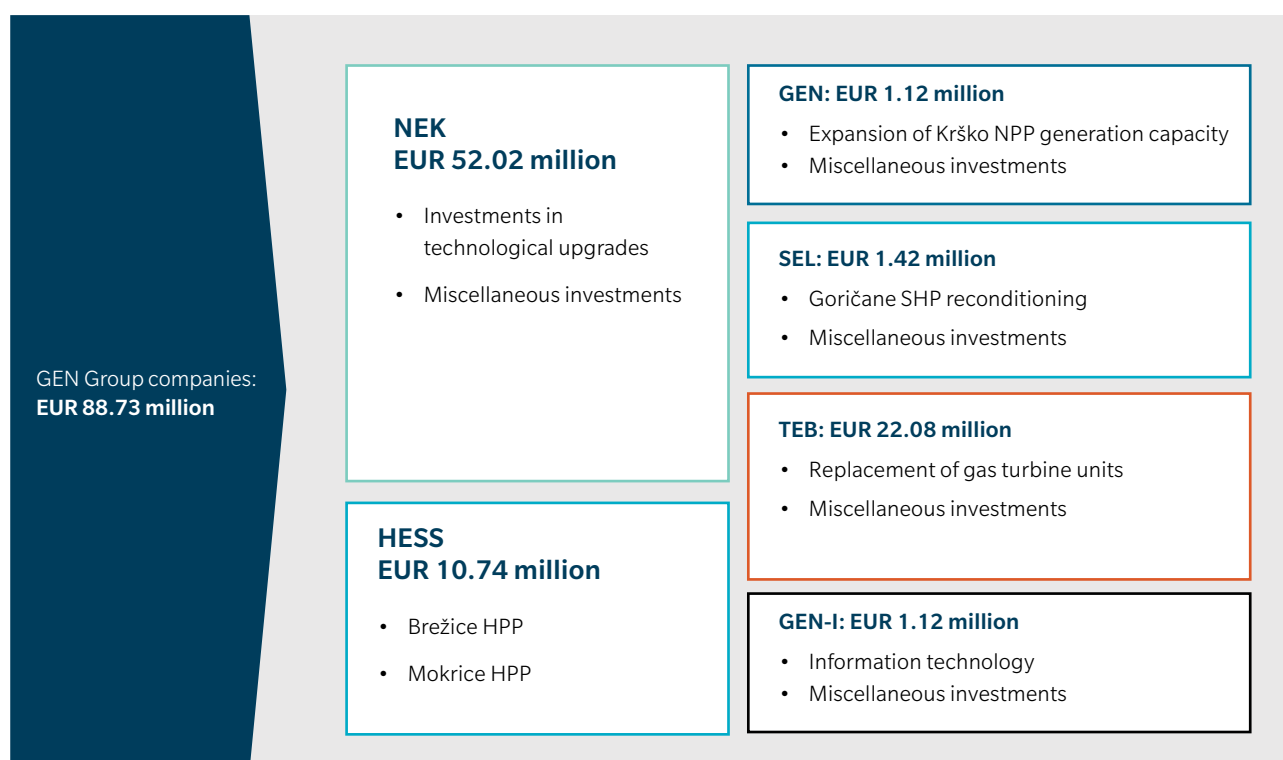 GEN Group companies:
EUR 88.73 million
NEK
EUR 52.02 million
• Investments in
technological upgrades
• Miscellaneous investments
HESS
EUR 10.74 million
• Brežice HPP
• Mokrice HPP
GEN: EUR 1.12 million
• Expansion of Krško NPP generation capacity
• Miscellaneous investments
SEL: EUR 1.42 million
• Goričane SHP reconditioning
• Miscellaneous investments
TEB: EUR 22.08 million
• Replacement of gas turbine units
• Miscellaneous investments
GEN-I: EUR 1.12 million
• Information technology
• Miscellaneous investments